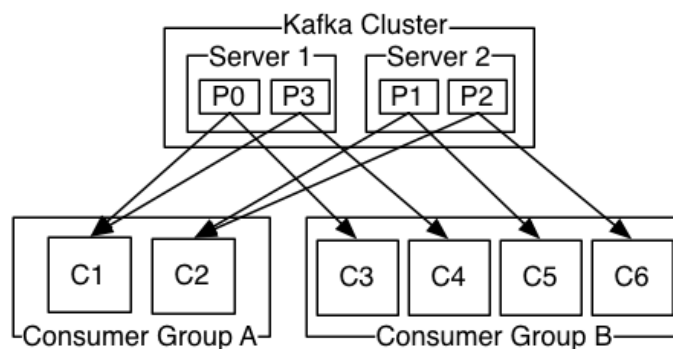 Kafka Cluster
Server 1 Server 2
P0 P3 P1 P2
C1 C2 C3 C4 C5 C6
Consumer Group A Consumer Group B